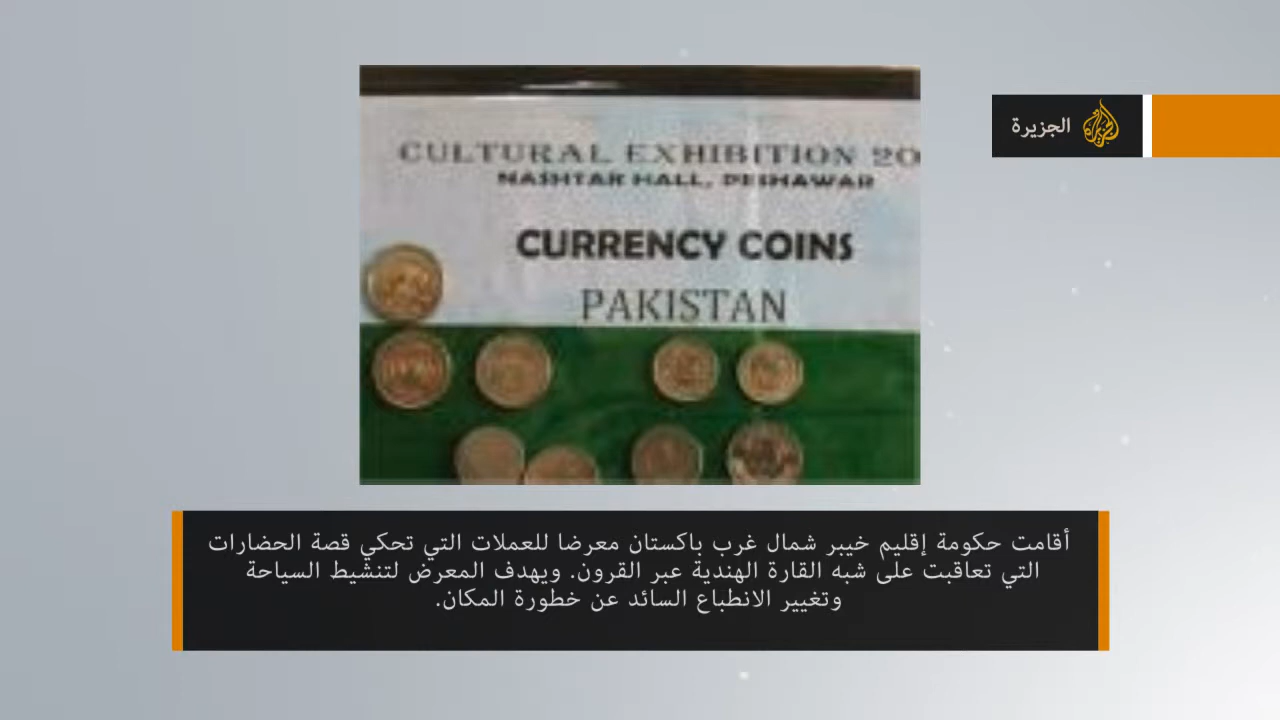 الجزيرة
CULTURAL EXHIBITION 20
NASHTAR HALL, PESHAWAR
CURRENCY COINS
PAKISTAN
أقامت حكومة إقليم خيبر شمال غرب باكستان معرضا للعملات التي تحكي قصة الحضارات
التي تعاقبت على شبه القارة الهندية عبر القرون. ويهدف المعرض لتنشيط السياحة
وتغيير الانطباع السائد عن خطورة المكان.